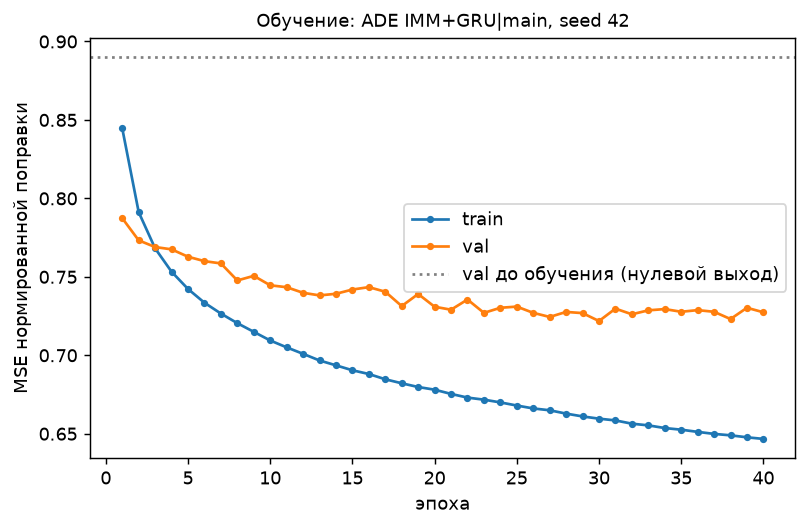 Обучение: ADE IMM+GRU|main, seed 42
MSE нормированной поправки
0.90
0.85
0.80
0.75
0.70
0.65
train
val
val до обучения (нулевой выход)
0 5 10 15 20 25 30 35 40
эпоха